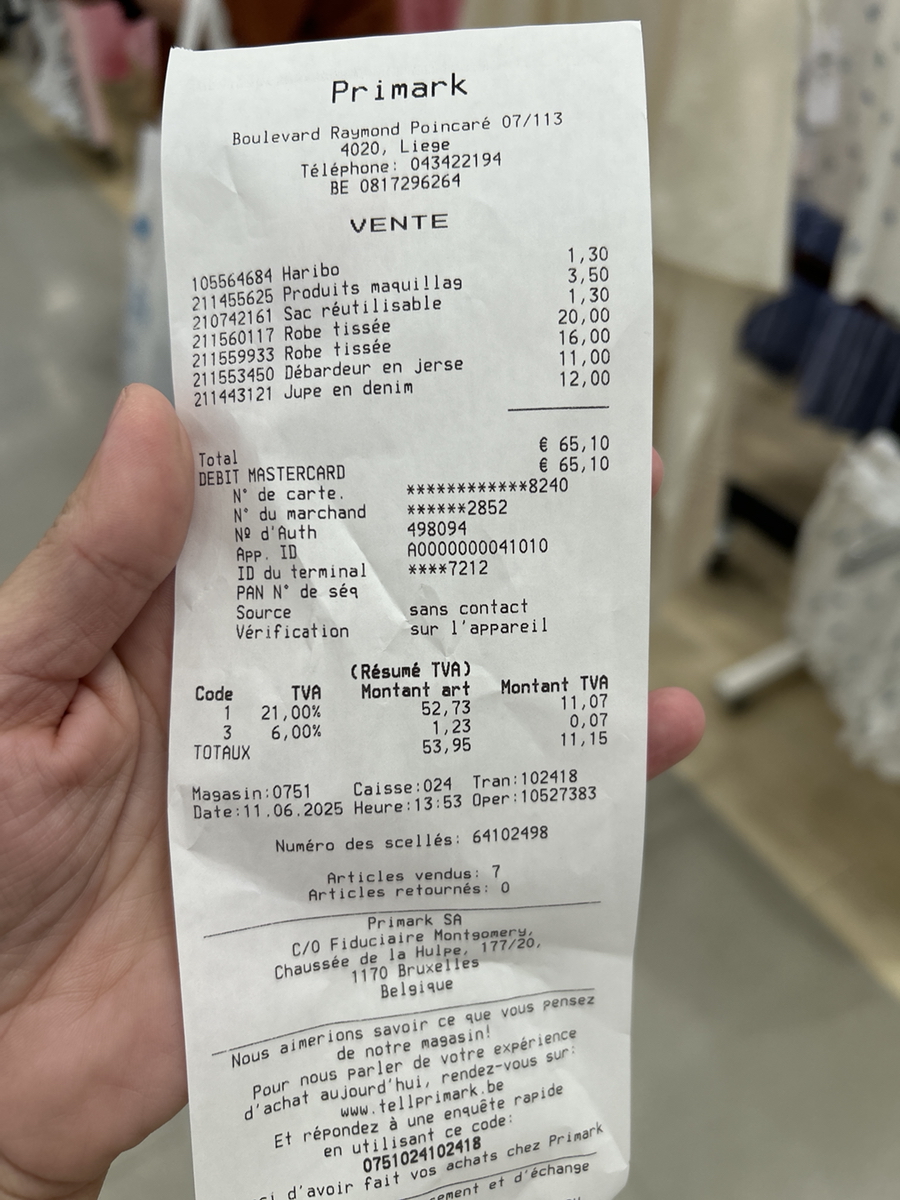 Primark
Boulevard Raymond Poincaré 07/113
4020, Liege
Téléphone: 043422194
BE 0817296264
VENTE
105564684 Haribo 1,30
211455625 Produits maquillag 3,50
210742161 Sac réutilisable 1,30
211560117 Robe tissée 20,00
211559933 Robe tissée 16,00
211553450 Débardeur en jerse 11,00
211443121 Jupe en denim 12,00
Total € 65,10
DEBIT MASTERCARD € 65,10
N° de carte. ************8240
N° du marchand ******2852
Nº d'Auth 498094
App. ID A0000000041010
ID du terminal ****7212
PAN N° de séq
Source sans contact
Vérification sur l'appareil
(Résumé TVA)
Code TVA Montant art Montant TVA
1 21,00% 52,73 11,07
3 6,00% 1,23 0,07
TOTAUX 53,95 11,15
Magasin:0751 Caisse:024 Tran:102418
Date:11.06.2025 Heure:13:53 Oper:10527383
Numéro des scellés: 64102498
Articles vendus: 7
Articles retournés: 0
Primark SA
C/O Fiduciaire Montgomery,
Chaussée de la Hulpe, 177/20,
1170 Bruxelles
Belgique
Nous aimerions savoir ce que vous pensez
de notre magasin!
Pour nous parler de votre expérience
d'achat aujourd'hui, rendez-vous sur:
www.tellprimark.be
Et répondez à une enquête rapide
en utilisant ce code:
0751024102418
d'avoir fait vos achats chez Primark
et d'échange